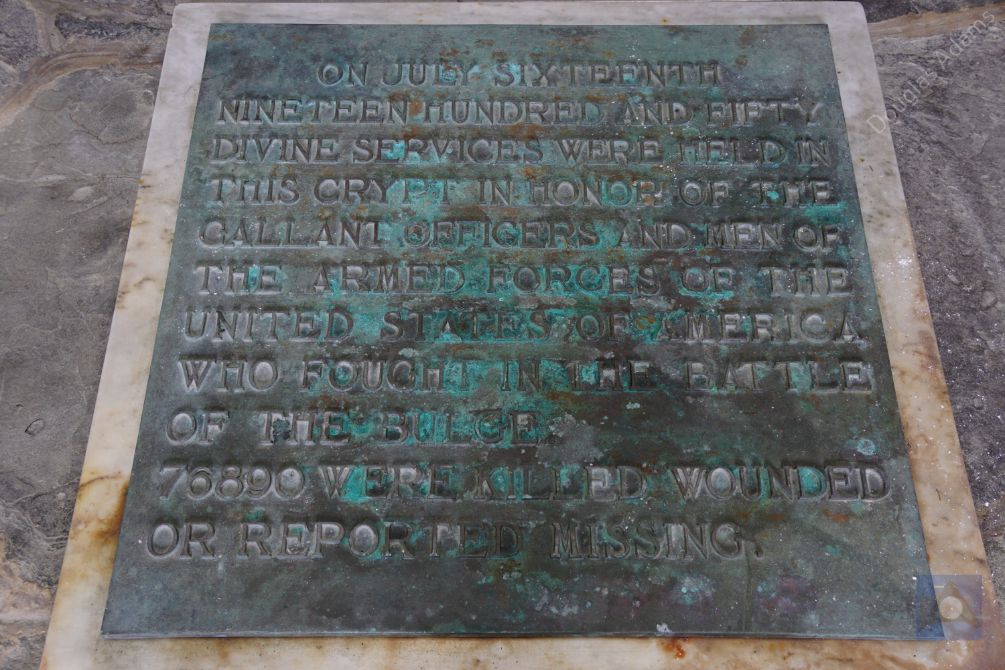 ON JULY SIXTEENTH
NINETEEN HUNDRED AND FIFTY
DIVINE SERVICES WERE HELD IN
THIS CRYPT IN HONOR OF THE
GALLANT OFFICERS AND MEN OF
THE ARMED FORCES OF THE
UNITED STATES OF AMERICA
WHO FOUGHT IN THE BATTLE
OF THE BULGE.
76890 WERE KILLED WOUNDED
OR REPORTED MISSING.
Douglas Adams